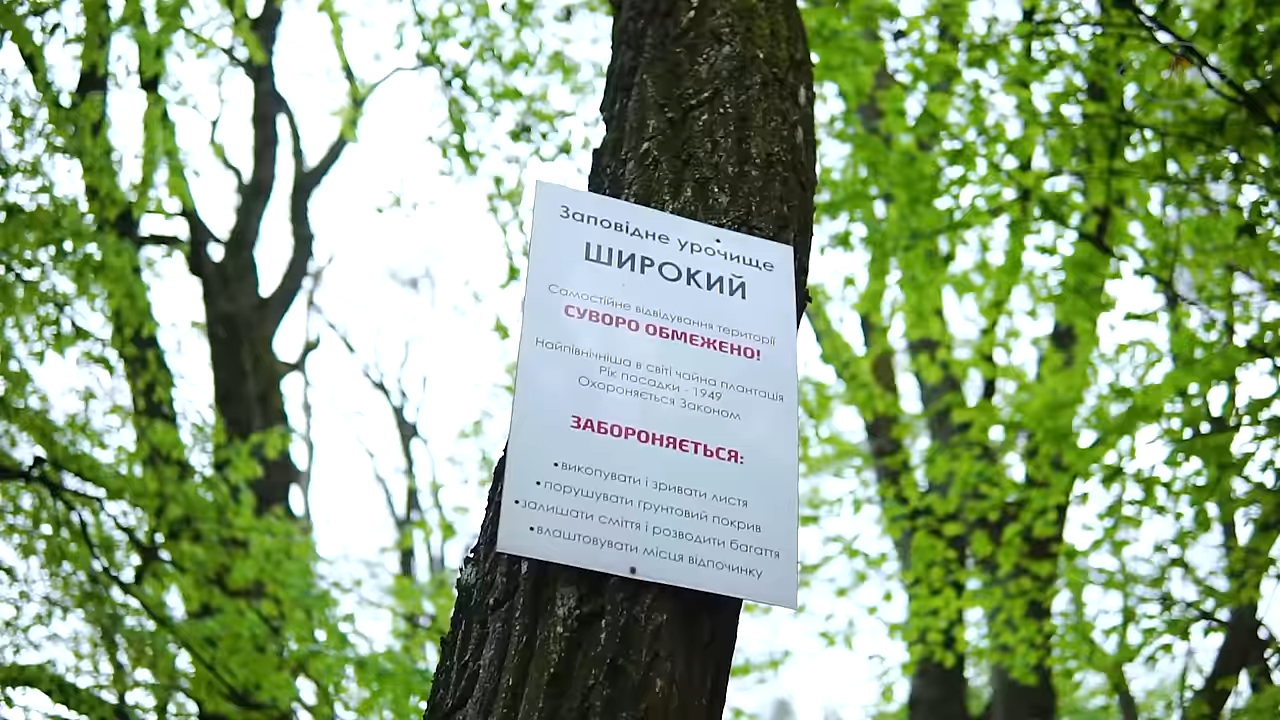 Заповідне урочище
ШИРОКИЙ
Самостійне відвідування території
СУВОРО ОБМЕЖЕНО!
Найпівнічніша в світі чайна плантація
Рік посадки - 1949
Охороняється Законом
ЗАБОРОНЯЄТЬСЯ:
•викопувати і зривати листя
•порушувати грунтовий покрив
•залишати сміття і розводити багаття
•влаштовувати місця відпочинку